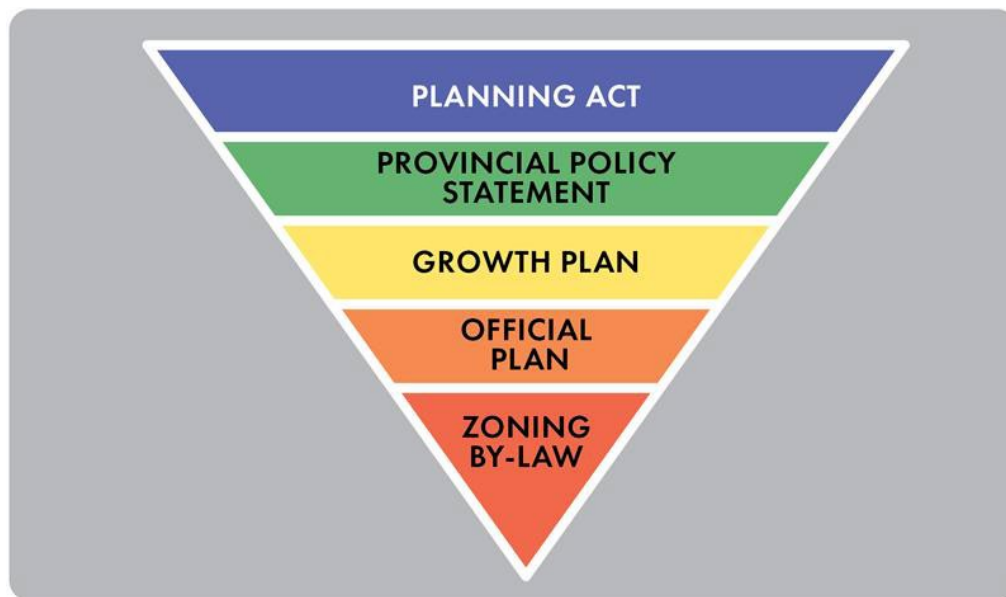 PLANNING ACT
PROVINCIAL POLICY
STATEMENT
GROWTH PLAN
OFFICIAL
PLAN
ZONING
BY-LAW